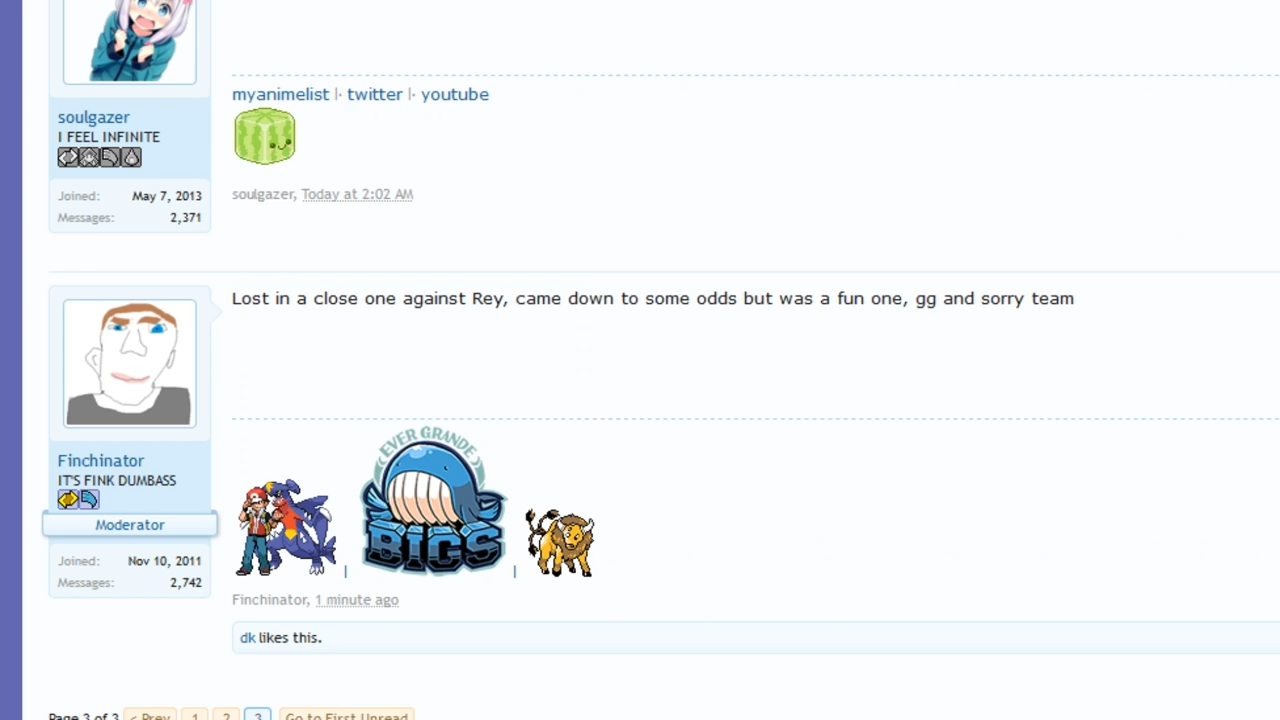 myanimelist |· twitter |· youtube
soulgazer
I FEEL INFINITE
Joined: May 7, 2013
Messages: 2,371
soulgazer, Today at 2:02 AM
Lost in a close one against Rey, came down to some odds but was a fun one, gg and sorry team
Finchinator
IT'S FINK DUMBASS
Moderator
Joined: Nov 10, 2011
Messages: 2,742
EVER GRANDE
BIGS
| |
Finchinator, 1 minute ago
dk likes this.
Page 3 of 3 < Prev 1 2 3 Go to First Unread